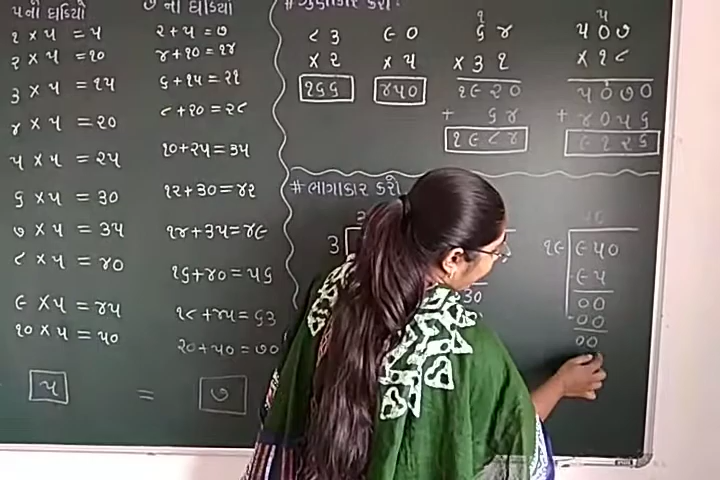 ૫ નો ઘડિયો
૧ × ૫ = ૫
૨ × ૫ = ૧૦
૩ × ૫ = ૧૫
૪ × ૫ = ૨૦
૫ × ૫ = ૨૫
૬ × ૫ = ૩૦
૭ × ૫ = ૩૫
૮ × ૫ = ૪૦
૯ × ૫ = ૪૫
૧૦ × ૫ = ૫૦
૫ = ૭
૭ નો ઘડિયો
૨+૫ = ૭
૪+૧૦ = ૧૪
૬+૧૫ = ૨૧
૮+૨૦ = ૨૮
૧૦+૨૫ = ૩૫
૧૨+૩૦ = ૪૨
૧૪+૩૫ = ૪૯
૧૬+૪૦ = ૫૬
૧૮+૪૫ = ૬૩
૨૦+૫૦ = ૭૦
# ગુણાકાર કરો:
૮૩
×૨
૧૬૬
૯૦
×૫
૪૫૦
૧
૬૪
×૩૧
૧૯૨૦
+ ૬૪
૧૯૮૪
૫
૫૦૭
×૧૮
૫૦૭૦
+ ૪૦૫૬
૯૧૨૬
# ભાગાકાર કરો.
૩
૩૦
૧૯ ૯૫૦
-૯૫
૦૦
-૦૦
૦૦